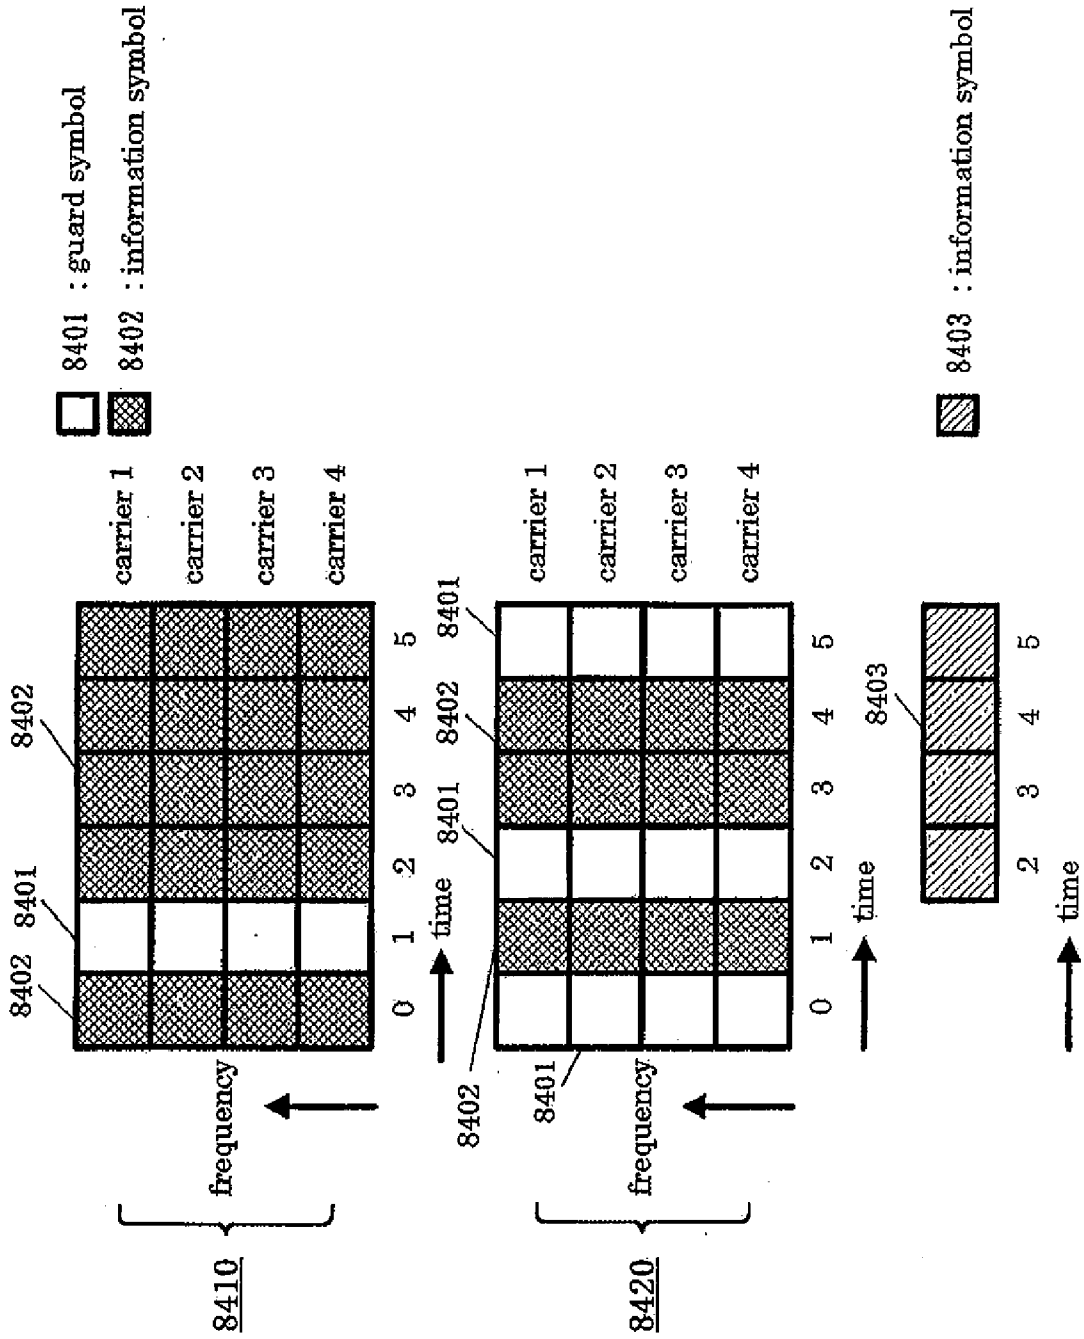 8401 : guard symbol
8402 : information symbol
8402
8401
8402
carrier 1
carrier 2
carrier 3
carrier 4
frequency
8410
0 1 2 3 4 5
time
8402
8401
8401
8402
8401
carrier 1
carrier 2
carrier 3
carrier 4
frequency
8420
0 1 2 3 4 5
time
8403
8403 : information symbol
2 3 4 5
time